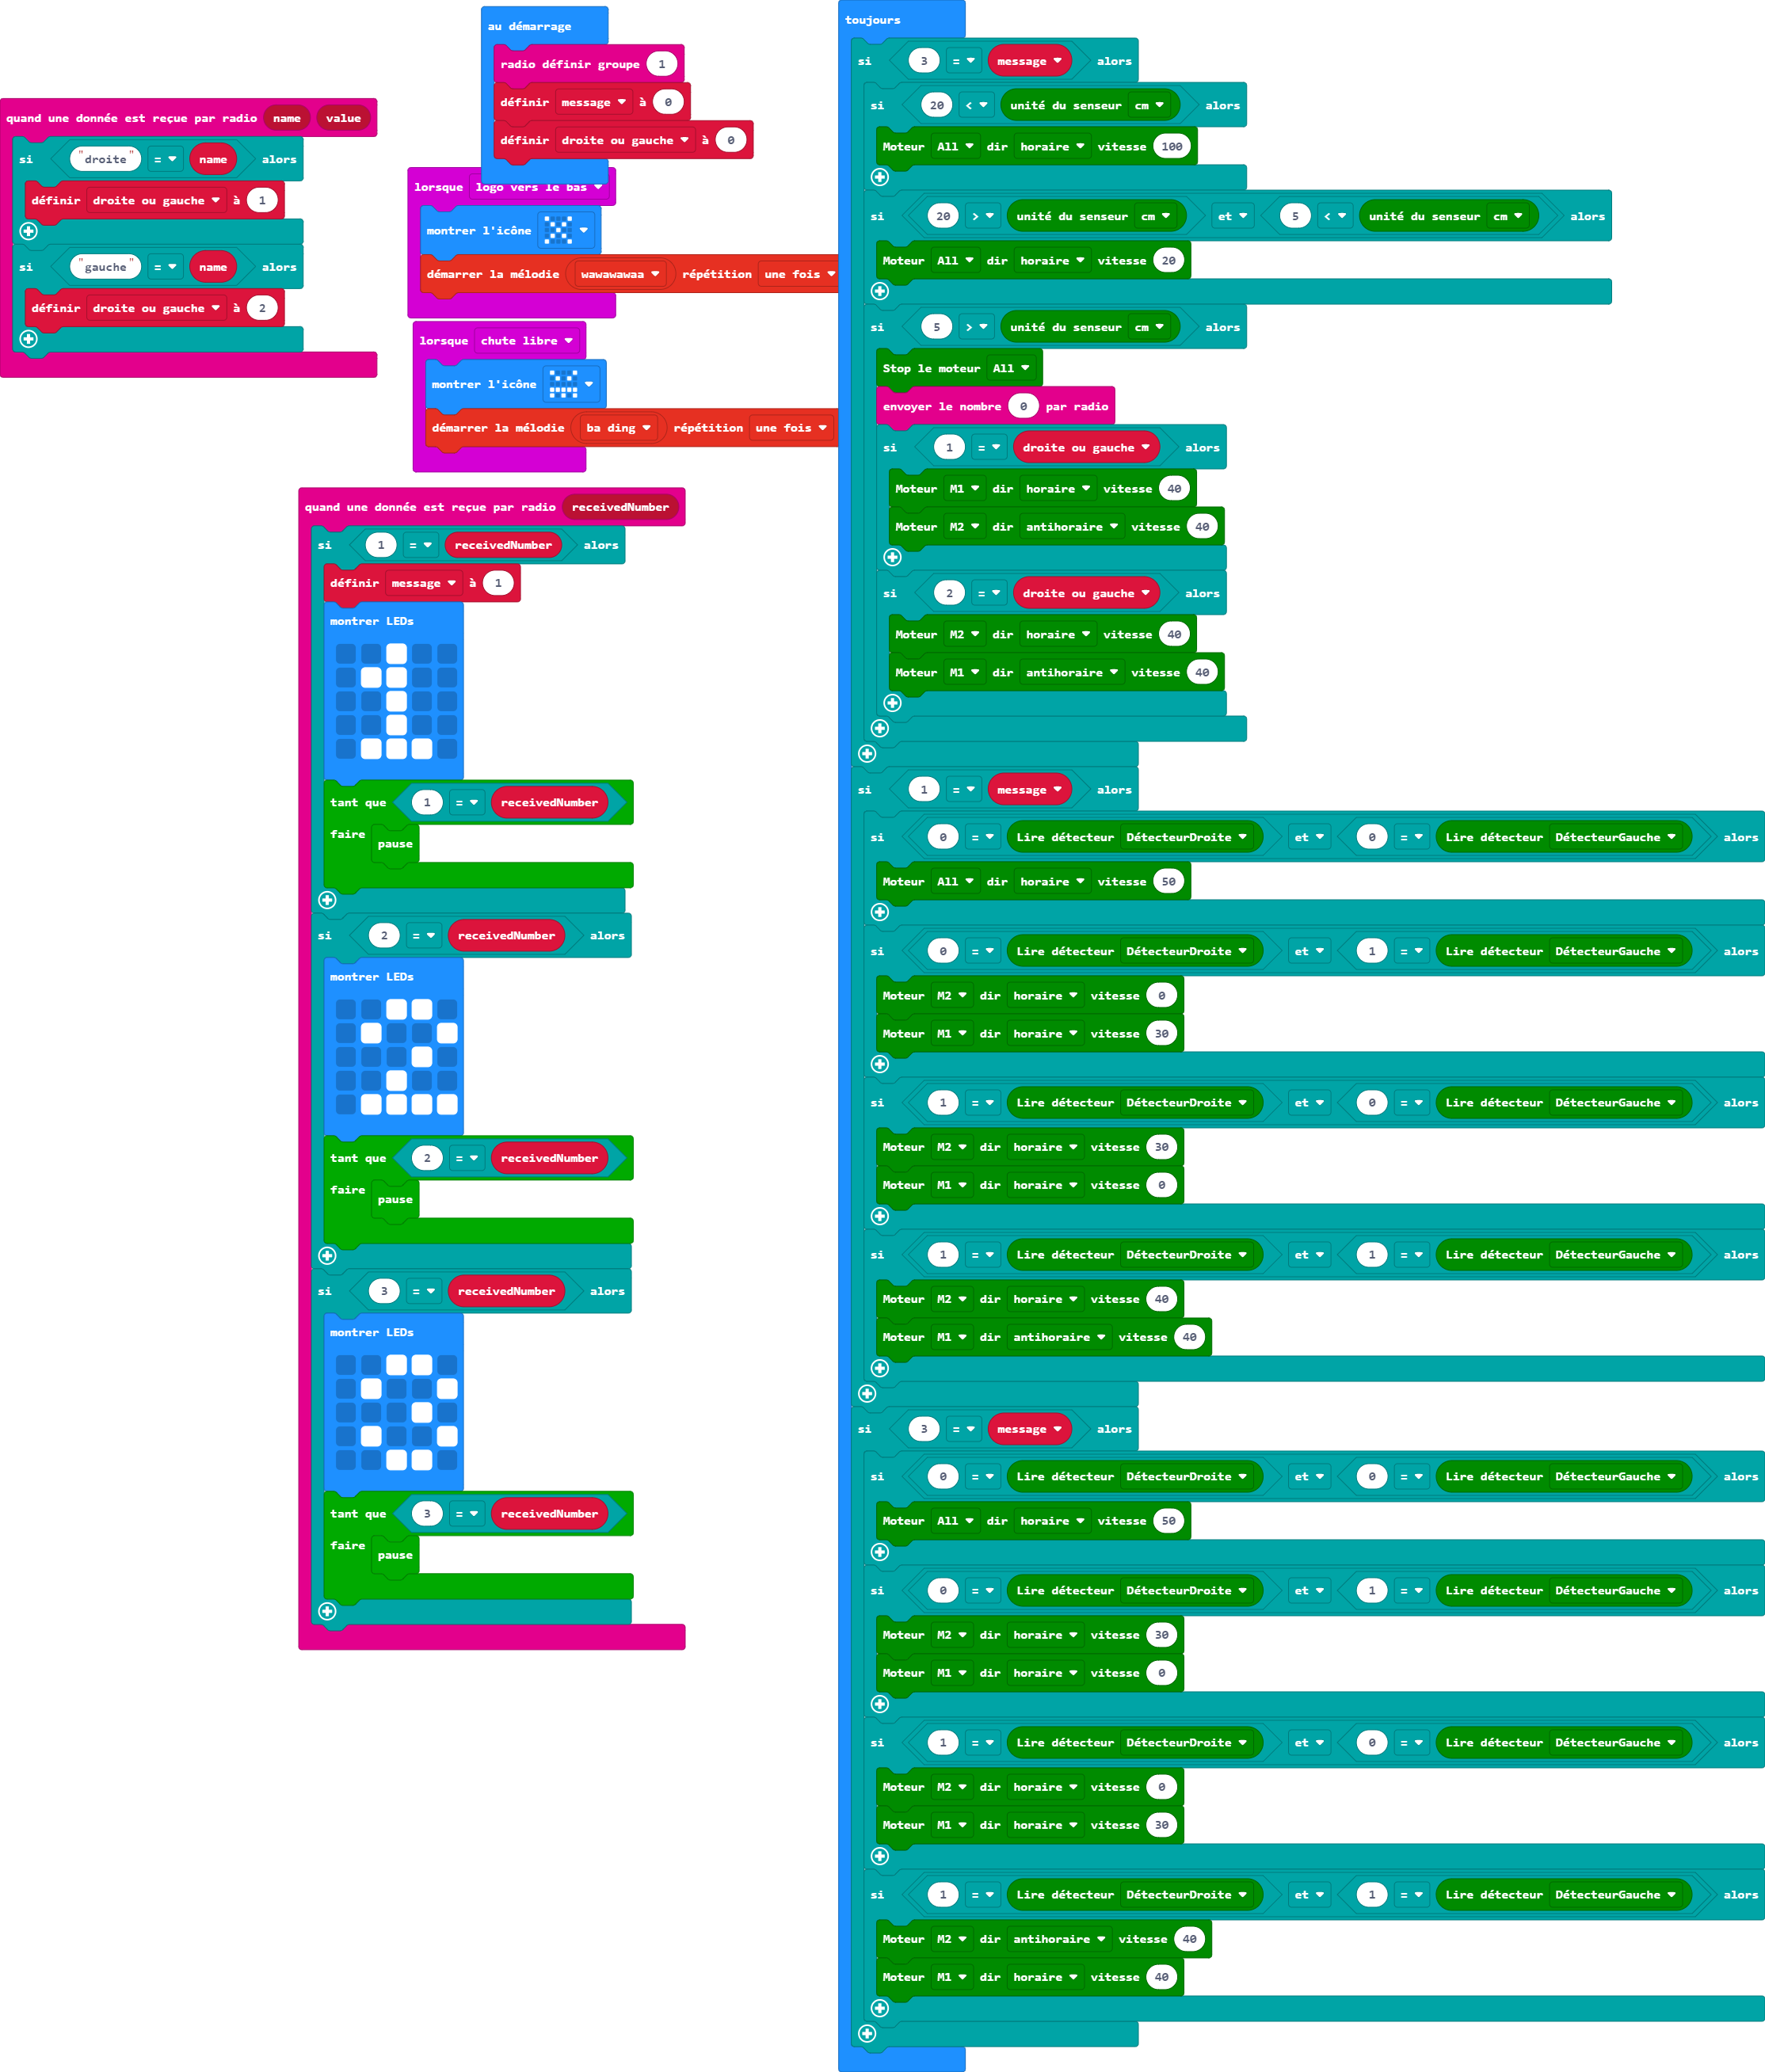 quand une donnée est reçue par radio name value
si "droite" = name alors
définir droite ou gauche à 1
si "gauche" = name alors
définir droite ou gauche à 2
au démarrage
radio définir groupe 1
définir message à 0
définir droite ou gauche à 0
lorsque logo vers le bas
montrer l'icône
démarrer la mélodie wawawawaa répétition une fois
lorsque chute libre
montrer l'icône
démarrer la mélodie ba ding répétition une fois
quand une donnée est reçue par radio receivedNumber
si 1 = receivedNumber alors
définir message à 1
montrer LEDs
tant que 1 = receivedNumber
faire pause
si 2 = receivedNumber alors
montrer LEDs
tant que 2 = receivedNumber
faire pause
si 3 = receivedNumber alors
montrer LEDs
tant que 3 = receivedNumber
faire pause
toujours
si 3 = message alors
si 20 < unité du senseur cm alors
Moteur All dir horaire vitesse 100
si 20 > unité du senseur cm et 5 < unité du senseur cm alors
Moteur All dir horaire vitesse 20
si 5 > unité du senseur cm alors
Stop le moteur All
envoyer le nombre 0 par radio
si 1 = droite ou gauche alors
Moteur M1 dir horaire vitesse 40
Moteur M2 dir antihoraire vitesse 40
si 2 = droite ou gauche alors
Moteur M2 dir horaire vitesse 40
Moteur M1 dir antihoraire vitesse 40
si 1 = message alors
si 0 = Lire détecteur DétecteurDroite et 0 = Lire détecteur DétecteurGauche alors
Moteur All dir horaire vitesse 50
si 0 = Lire détecteur DétecteurDroite et 1 = Lire détecteur DétecteurGauche alors
Moteur M2 dir horaire vitesse 0
Moteur M1 dir horaire vitesse 30
si 1 = Lire détecteur DétecteurDroite et 0 = Lire détecteur DétecteurGauche alors
Moteur M2 dir horaire vitesse 30
Moteur M1 dir horaire vitesse 0
si 1 = Lire détecteur DétecteurDroite et 1 = Lire détecteur DétecteurGauche alors
Moteur M2 dir horaire vitesse 40
Moteur M1 dir antihoraire vitesse 40
si 3 = message alors
si 0 = Lire détecteur DétecteurDroite et 0 = Lire détecteur DétecteurGauche alors
Moteur All dir horaire vitesse 50
si 0 = Lire détecteur DétecteurDroite et 1 = Lire détecteur DétecteurGauche alors
Moteur M2 dir horaire vitesse 30
Moteur M1 dir horaire vitesse 0
si 1 = Lire détecteur DétecteurDroite et 0 = Lire détecteur DétecteurGauche alors
Moteur M2 dir horaire vitesse 0
Moteur M1 dir horaire vitesse 30
si 1 = Lire détecteur DétecteurDroite et 1 = Lire détecteur DétecteurGauche alors
Moteur M2 dir antihoraire vitesse 40
Moteur M1 dir horaire vitesse 40